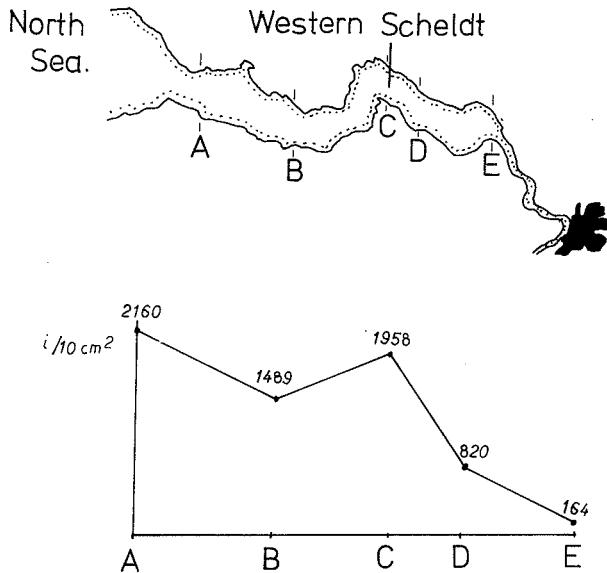 North Western Scheldt
Sea.
A B C D E
2160
i/10 cm²
1489
1958
820
164
A B C D E